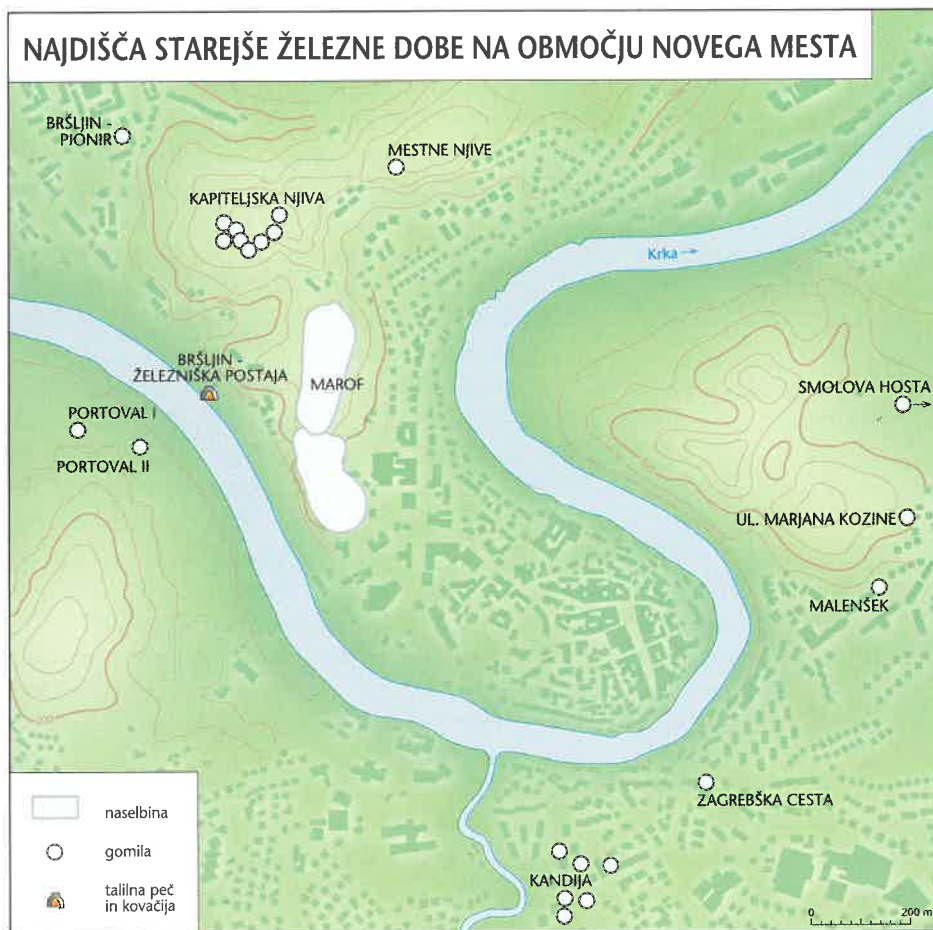 NAJDIŠČA STAREJŠE ŽELEZNE DOBE NA OBMOČJU NOVEGA MESTA
BRŠLJIN -
PIONIR
MESTNE NJIVE
KAPITELJSKA NJIVA
Krka →
BRŠLJIN -
ŽELEZNIŠKA POSTAJA
MAROF
SMOLOVA HOSTA
PORTOVAL I
PORTOVAL II
UL. MARJANA KOZINE
MALENŠEK
ZAGREBŠKA CESTA
KANDIJA
naselbina
gomila
talilna peč
in kovačija
0 200 m